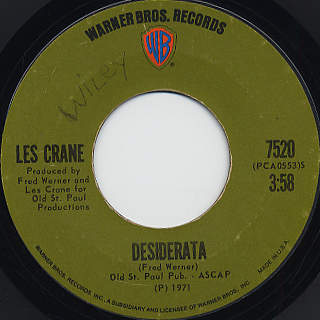 WARNER BROS. RECORDS
WB
Wiley
LES CRANE
Produced by
Fred Werner and
Les Crane for
Old St. Paul
Productions
7520
(PCA0553)S
3:58
DESIDERATA
(Fred Werner)
Old St. Paul Pub. - ASCAP
(P) 1971
WARNER BROS. RECORDS INC., A SUBSIDIARY AND LICENSEE OF WARNER BROS. INC.
MADE IN U.S.A.